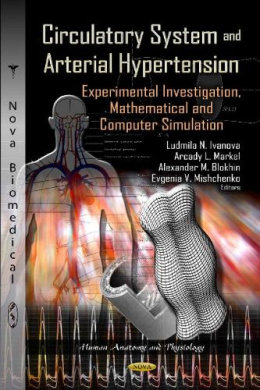 Circulatory System and
Arterial Hypertension
Experimental Investigation,
Mathematical and
Computer Simulation
Ludmila N. Ivanova
Arcady L. Markel
Alexander M. Blokhin
Evgenia V. Mishchenko
Editors
Nova Biomedical
Human Anatomy and Physiology
NOVA